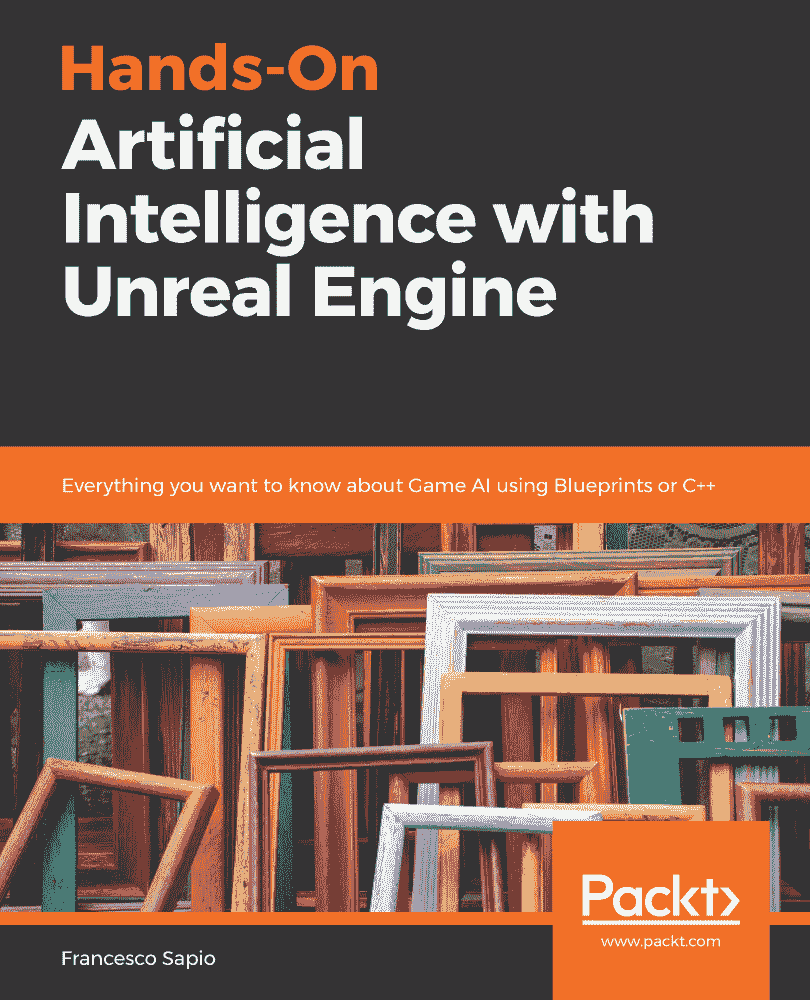 Hands-On
Artificial
Intelligence with
Unreal Engine
Everything you want to know about Game AI using Blueprints or C++
Packt>
www.packt.com
Francesco Sapio